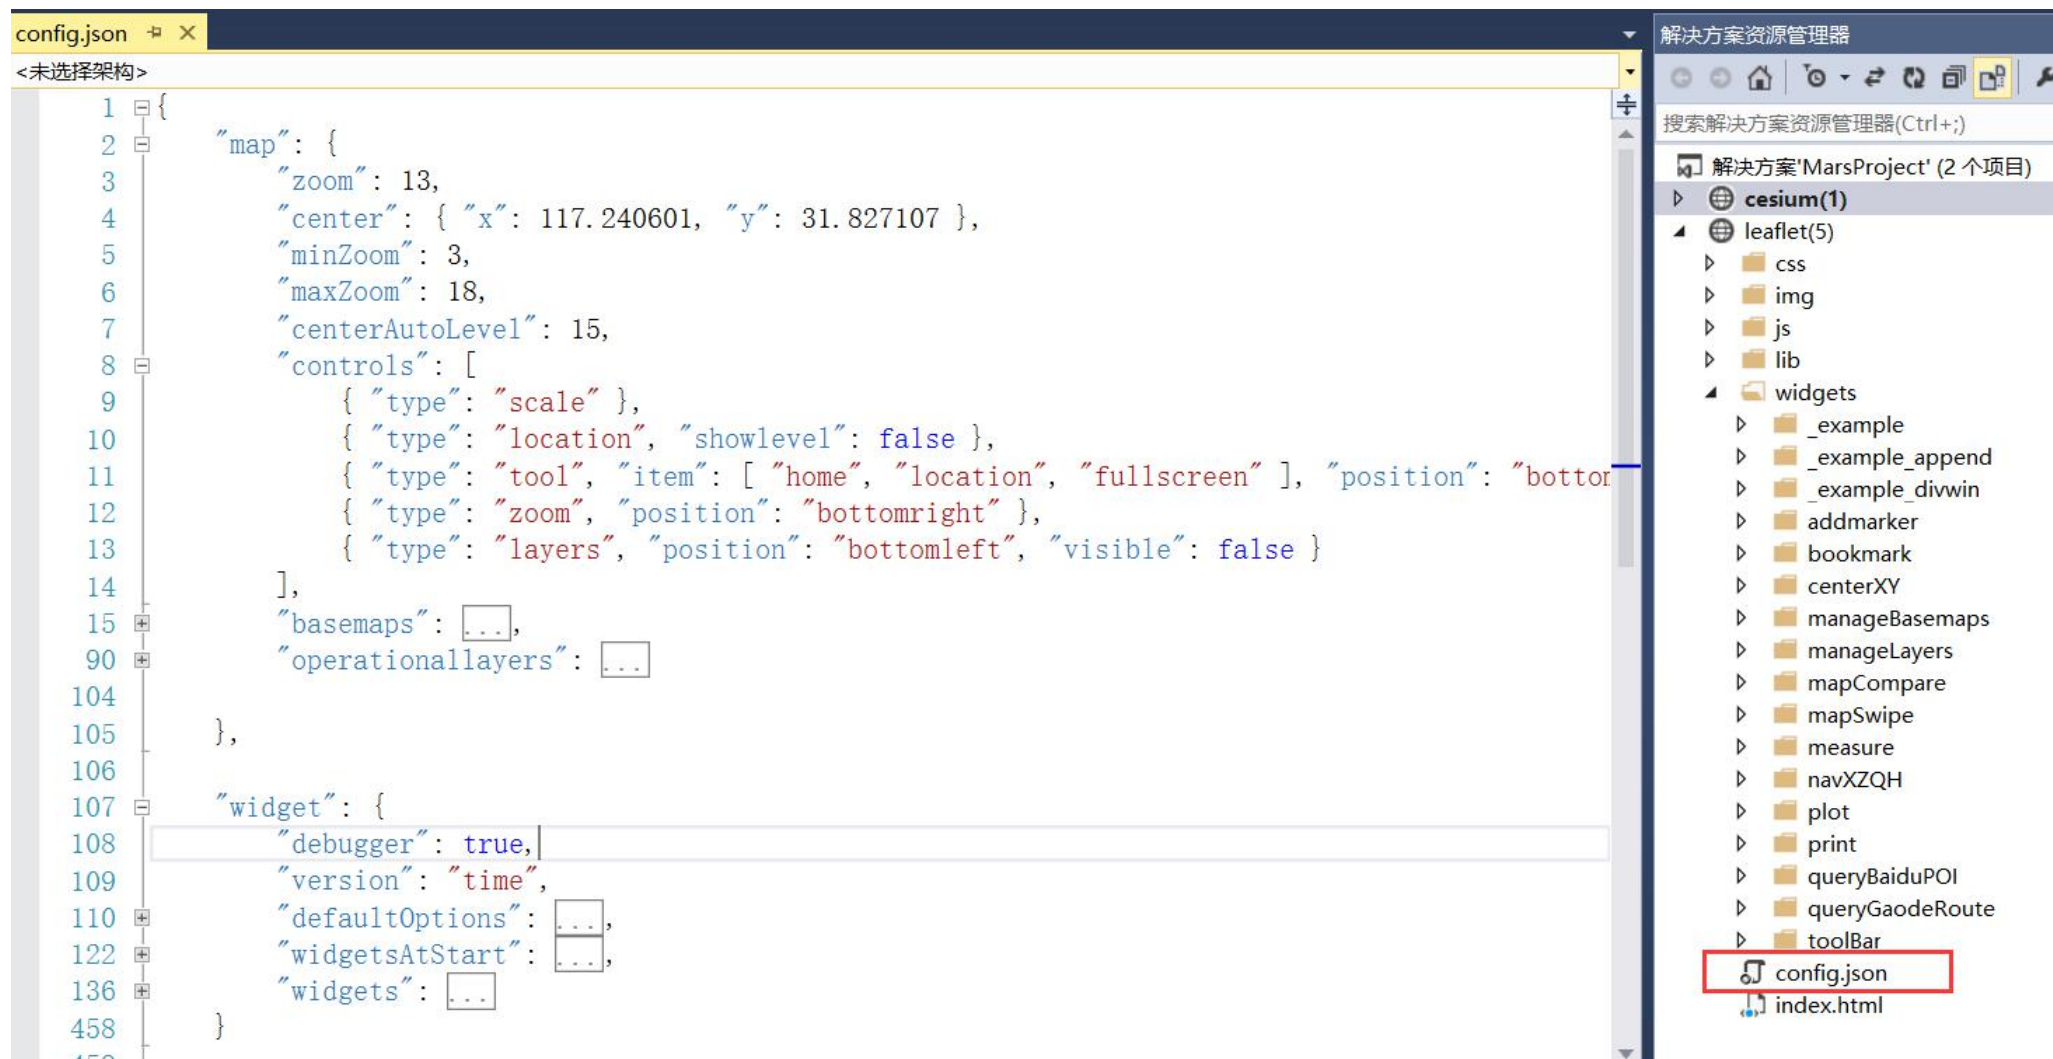 config.json
<未选择架构>
1 {
2 "map": {
3 "zoom": 13,
4 "center": { "x": 117.240601, "y": 31.827107 },
5 "minZoom": 3,
6 "maxZoom": 18,
7 "centerAutoLevel": 15,
8 "controls": [
9 { "type": "scale" },
10 { "type": "location", "showlevel": false },
11 { "type": "tool", "item": [ "home", "location", "fullscreen" ], "position": "bottom
12 { "type": "zoom", "position": "bottomright" },
13 { "type": "layers", "position": "bottomleft", "visible": false }
14 ],
15 "basemaps": ...,
90 "operationallayers": ...
104
105 },
106
107 "widget": {
108 "debugger": true,
109 "version": "time",
110 "defaultOptions": ...,
122 "widgetsAtStart": ...,
136 "widgets": ...
458 }
解决方案资源管理器
搜索解决方案资源管理器(Ctrl+;)
解决方案'MarsProject' (2 个项目)
cesium(1)
leaflet(5)
css
img
js
lib
widgets
_example
_example_append
_example_divwin
addmarker
bookmark
centerXY
manageBasemaps
manageLayers
mapCompare
mapSwipe
measure
navXZQH
plot
print
queryBaiduPOI
queryGaodeRoute
toolBar
config.json
index.html